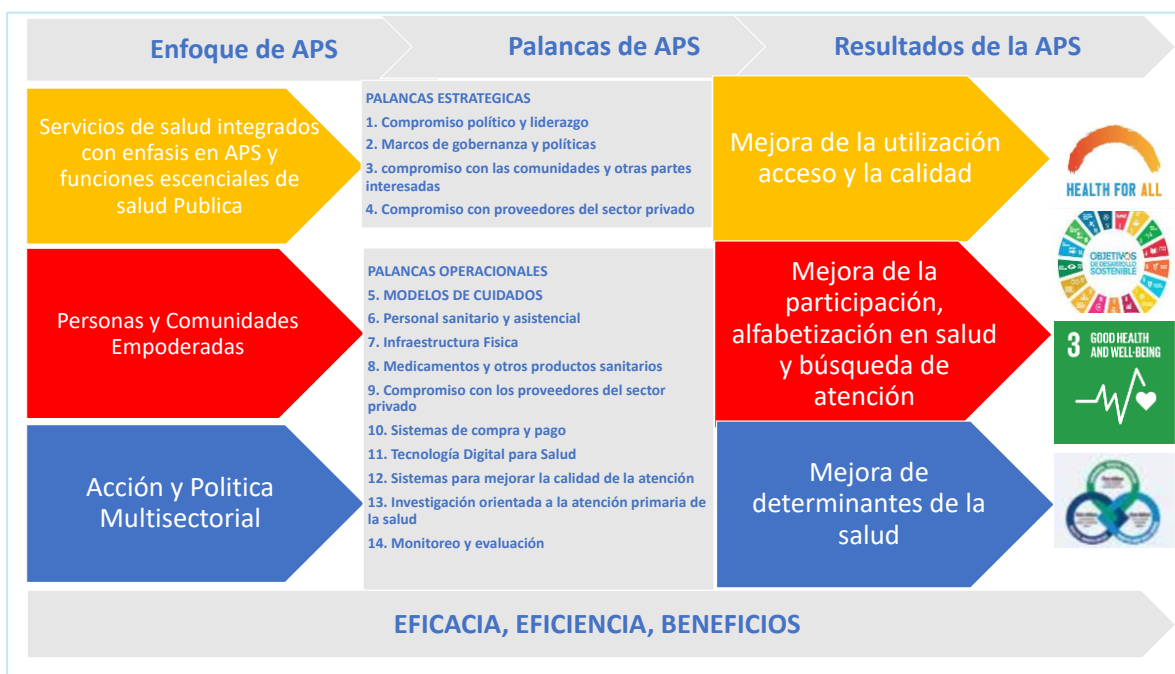 Enfoque de APS
Palancas de APS
Resultados de la APS
Servicios de salud integrados
con enfasis en APS y
funciones escenciales de
salud Publica
PALANCAS ESTRATEGICAS
1. Compromiso político y liderazgo
2. Marcos de gobernanza y políticas
3. compromiso con las comunidades y otras partes
interesadas
4. Compromiso con proveedores del sector privado
Mejora de la utilización
acceso y la calidad
HEALTH FOR ALL
Personas y Comunidades
Empoderadas
PALANCAS OPERACIONALES
5. MODELOS DE CUIDADOS
6. Personal sanitario y asistencial
7. Infraestructura Fisica
8. Medicamentos y otros productos sanitarios
9. Compromiso con los proveedores del sector
privado
10. Sistemas de compra y pago
11. Tecnología Digital para Salud
12. Sistemas para mejorar la calidad de la atención
13. Investigación orientada a la atención primaria de
la salud
14. Monitoreo y evaluación
Mejora de la
participación,
alfabetización en salud
y búsqueda de
atención
OBJETIVOS
DE DESARROLLO
SOSTENIBLE
3 GOOD HEALTH
AND WELL-BEING
Acción y Politica
Multisectorial
Mejora de
determinantes de la
salud
EFICACIA, EFICIENCIA, BENEFICIOS